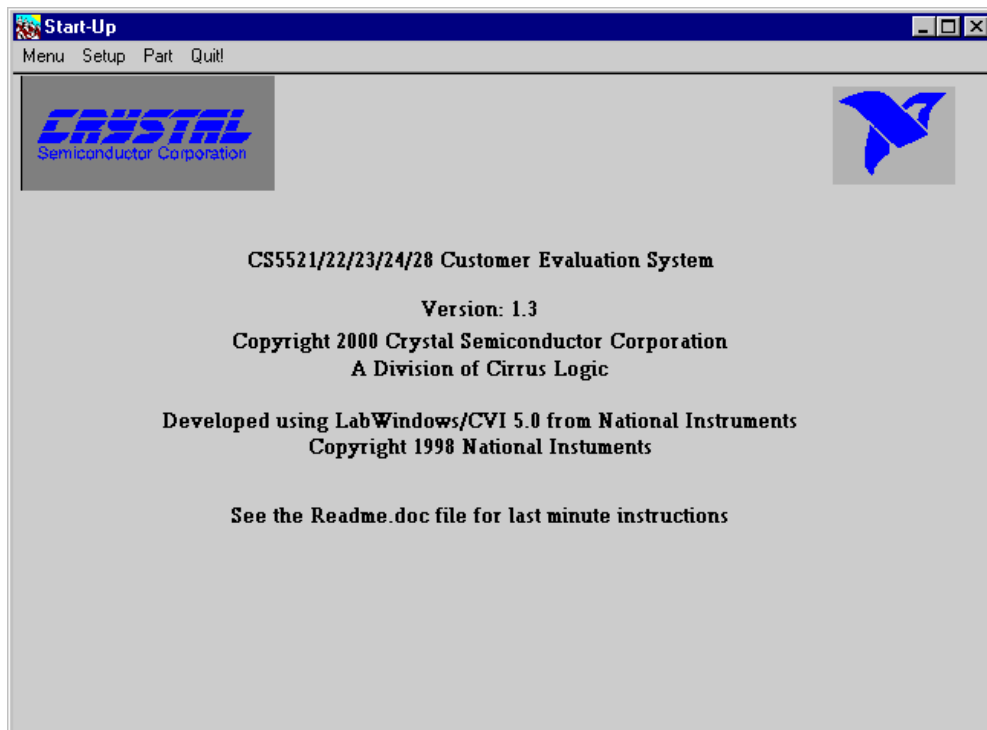 Start-Up
Menu Setup Part Quit!
CRYSTAL
Semiconductor Corporation
CS5521/22/23/24/28 Customer Evaluation System
Version: 1.3
Copyright 2000 Crystal Semiconductor Corporation
A Division of Cirrus Logic
Developed using LabWindows/CVI 5.0 from National Instruments
Copyright 1998 National Instuments
See the Readme.doc file for last minute instructions